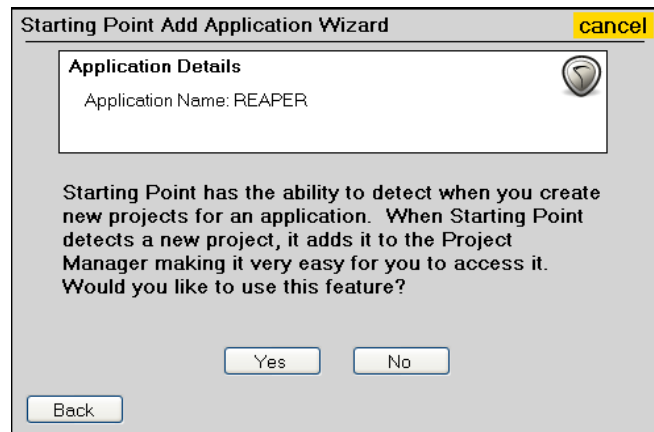 Starting Point Add Application Wizard
cancel
Application Details
Application Name: REAPER
Starting Point has the ability to detect when you create
new projects for an application. When Starting Point
detects a new project, it adds it to the Project
Manager making it very easy for you to access it.
Would you like to use this feature?
Yes
No
Back